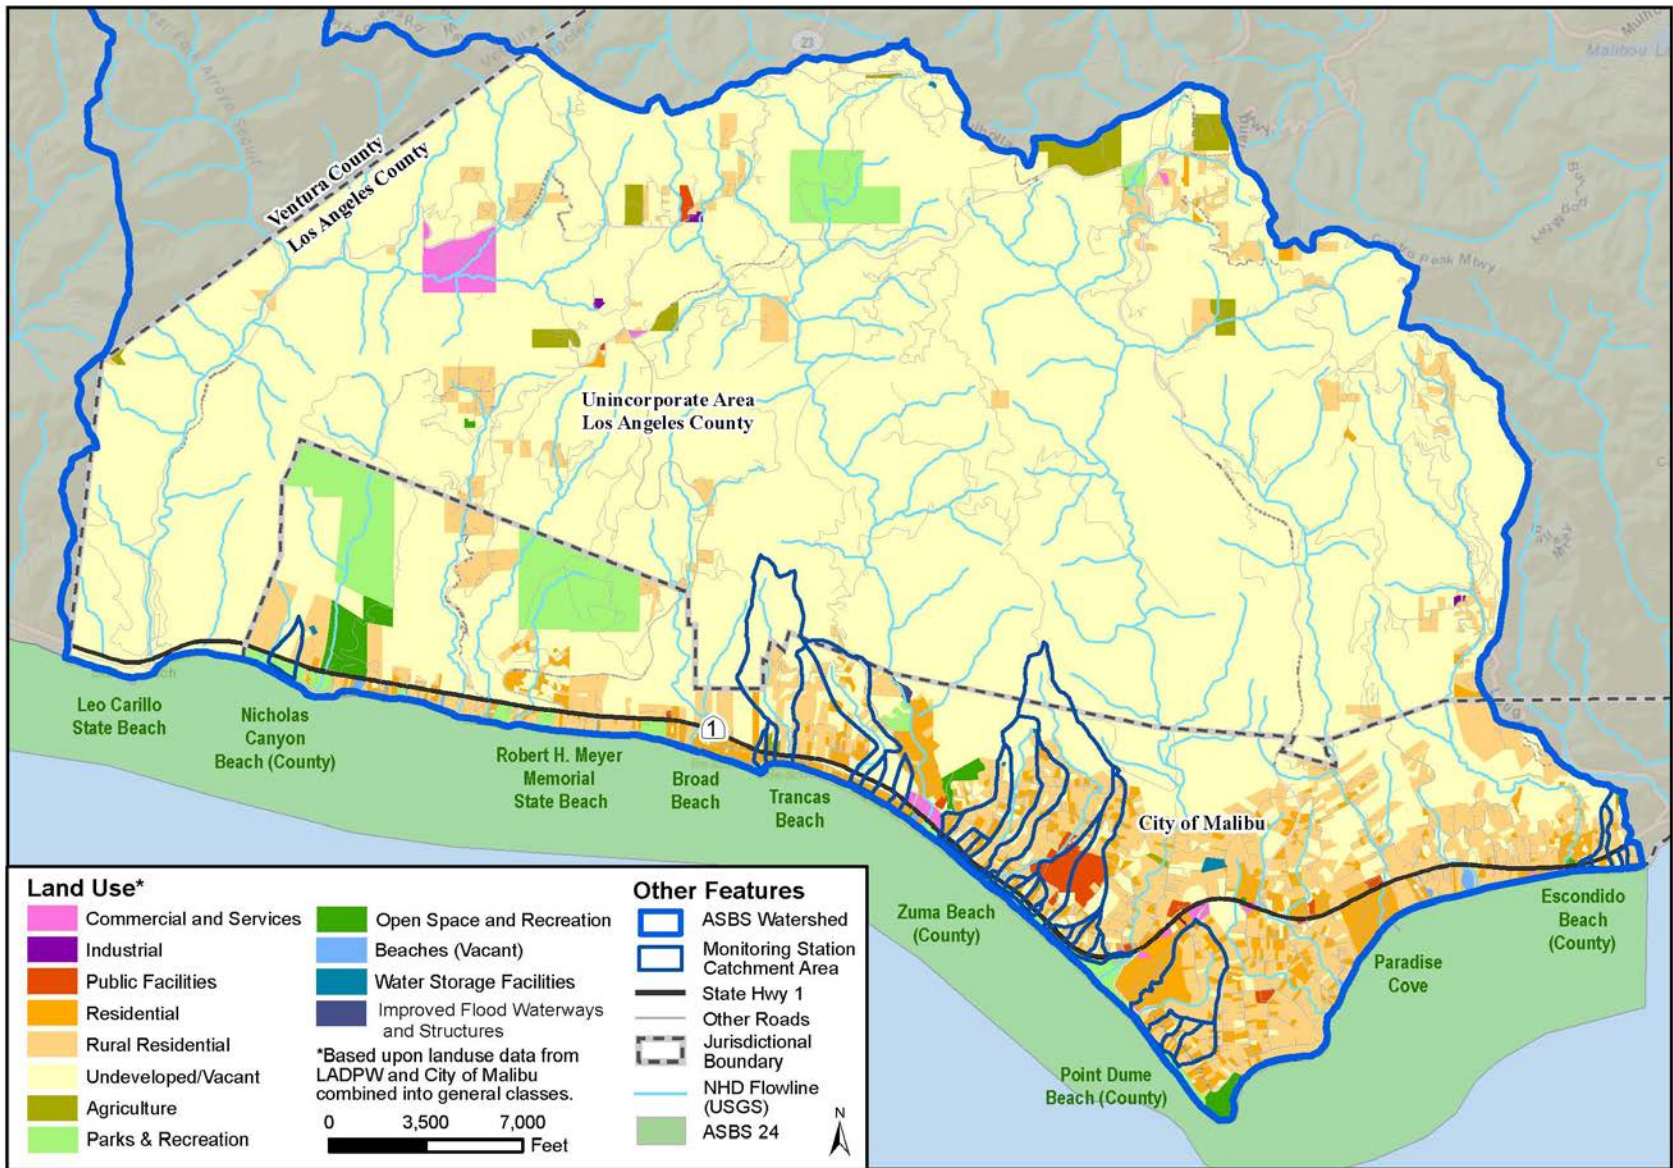 23
Malibou L
Ventura County
Los Angeles County
Unincorporate Area
Los Angeles County
1
City of Malibu
Leo Carillo
State Beach
Nicholas
Canyon
Beach (County)
Robert H. Meyer
Memorial
State Beach
Broad
Beach
Trancas
Beach
Zuma Beach
(County)
Point Dume
Beach (County)
Paradise
Cove
Escondido
Beach
(County)
Land Use*
Commercial and Services
Industrial
Public Facilities
Residential
Rural Residential
Undeveloped/Vacant
Agriculture
Parks & Recreation
Open Space and Recreation
Beaches (Vacant)
Water Storage Facilities
Improved Flood Waterways
and Structures
*Based upon landuse data from
LADPW and City of Malibu
combined into general classes.
0 3,500 7,000
Feet
Other Features
ASBS Watershed
Monitoring Station
Catchment Area
State Hwy 1
Other Roads
Jurisdictional
Boundary
NHD Flowline
(USGS)
ASBS 24
N